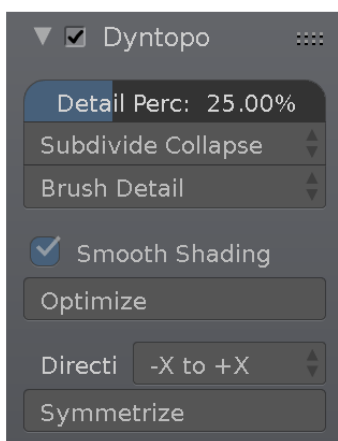 Dyntopo
Detail Perc: 25.00%
Subdivide Collapse
Brush Detail
Smooth Shading
Optimize
Directi -X to +X
Symmetrize